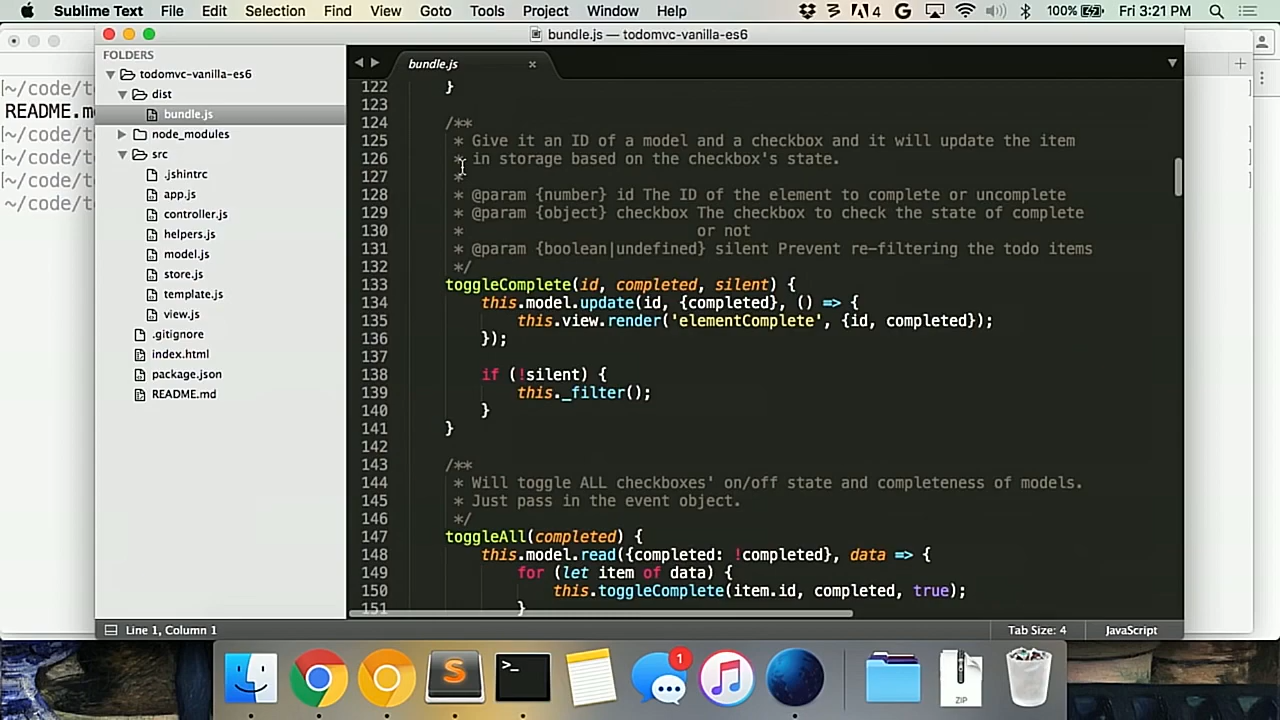 Sublime Text File Edit Selection Find View Goto Tools Project Window Help 4 100% Fri 3:21 PM
bundle.js — todomvc-vanilla-es6
FOLDERS
todomvc-vanilla-es6
dist
bundle.js
node_modules
src
.jshintrc
app.js
controller.js
helpers.js
model.js
store.js
template.js
view.js
.gitignore
index.html
package.json
README.md
[~/code/t
README.m
[~/code/t
[~/code/t
[~/code/t
~/code/t
bundle.js ×
122 }
123
124 /**
125 * Give it an ID of a model and a checkbox and it will update the item
126 * in storage based on the checkbox's state.
127 *
128 * @param {number} id The ID of the element to complete or uncomplete
129 * @param {object} checkbox The checkbox to check the state of complete
130 * or not
131 * @param {boolean|undefined} silent Prevent re-filtering the todo items
132 */
133 toggleComplete(id, completed, silent) {
134 this.model.update(id, {completed}, () => {
135 this.view.render('elementComplete', {id, completed});
136 });
137
138 if (!silent) {
139 this._filter();
140 }
141 }
142
143 /**
144 * Will toggle ALL checkboxes' on/off state and completeness of models.
145 * Just pass in the event object.
146 */
147 toggleAll(completed) {
148 this.model.read({completed: !completed}, data => {
149 for (let item of data) {
150 this.toggleComplete(item.id, completed, true);
151 }
Line 1, Column 1 Tab Size: 4 JavaScript
S
>_
1
ZIP